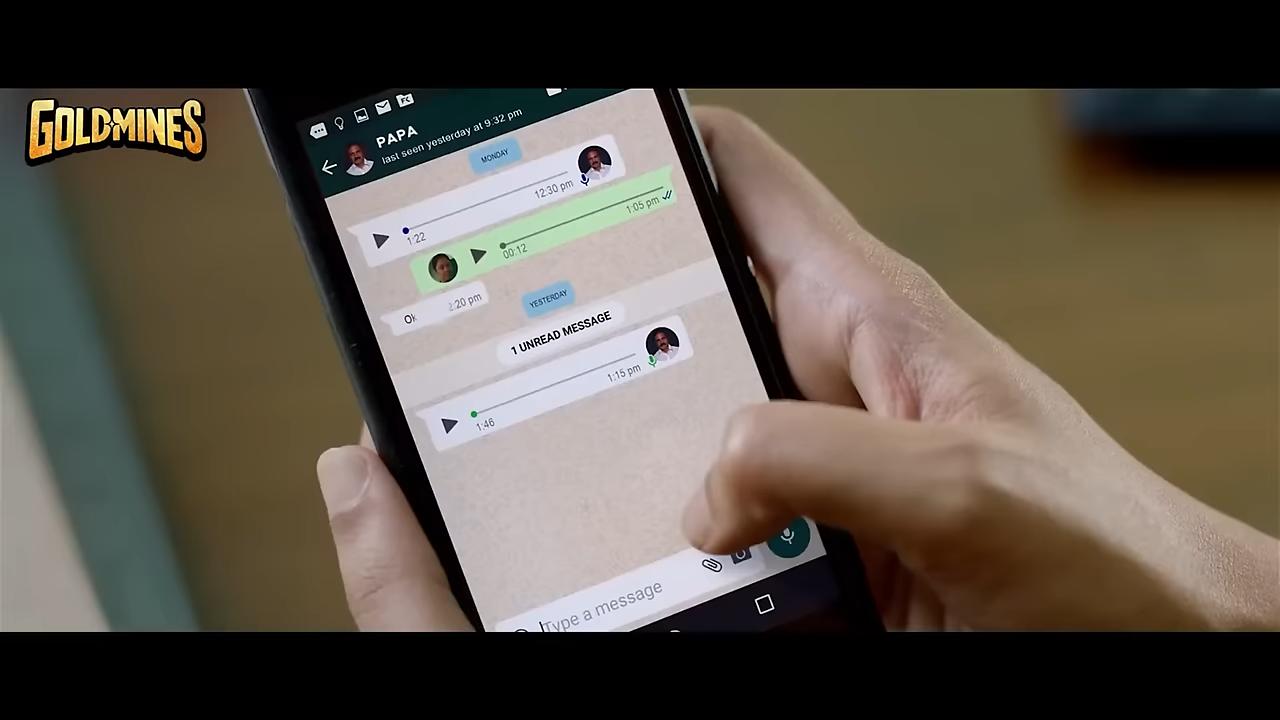 GOLDMINES
PAPA
last seen yesterday at 9:32 pm
MONDAY
12:30 pm
1:22
1:05 pm
00:12
Ok 2:20 pm
YESTERDAY
1 UNREAD MESSAGE
1:15 pm
1:46
Type a message